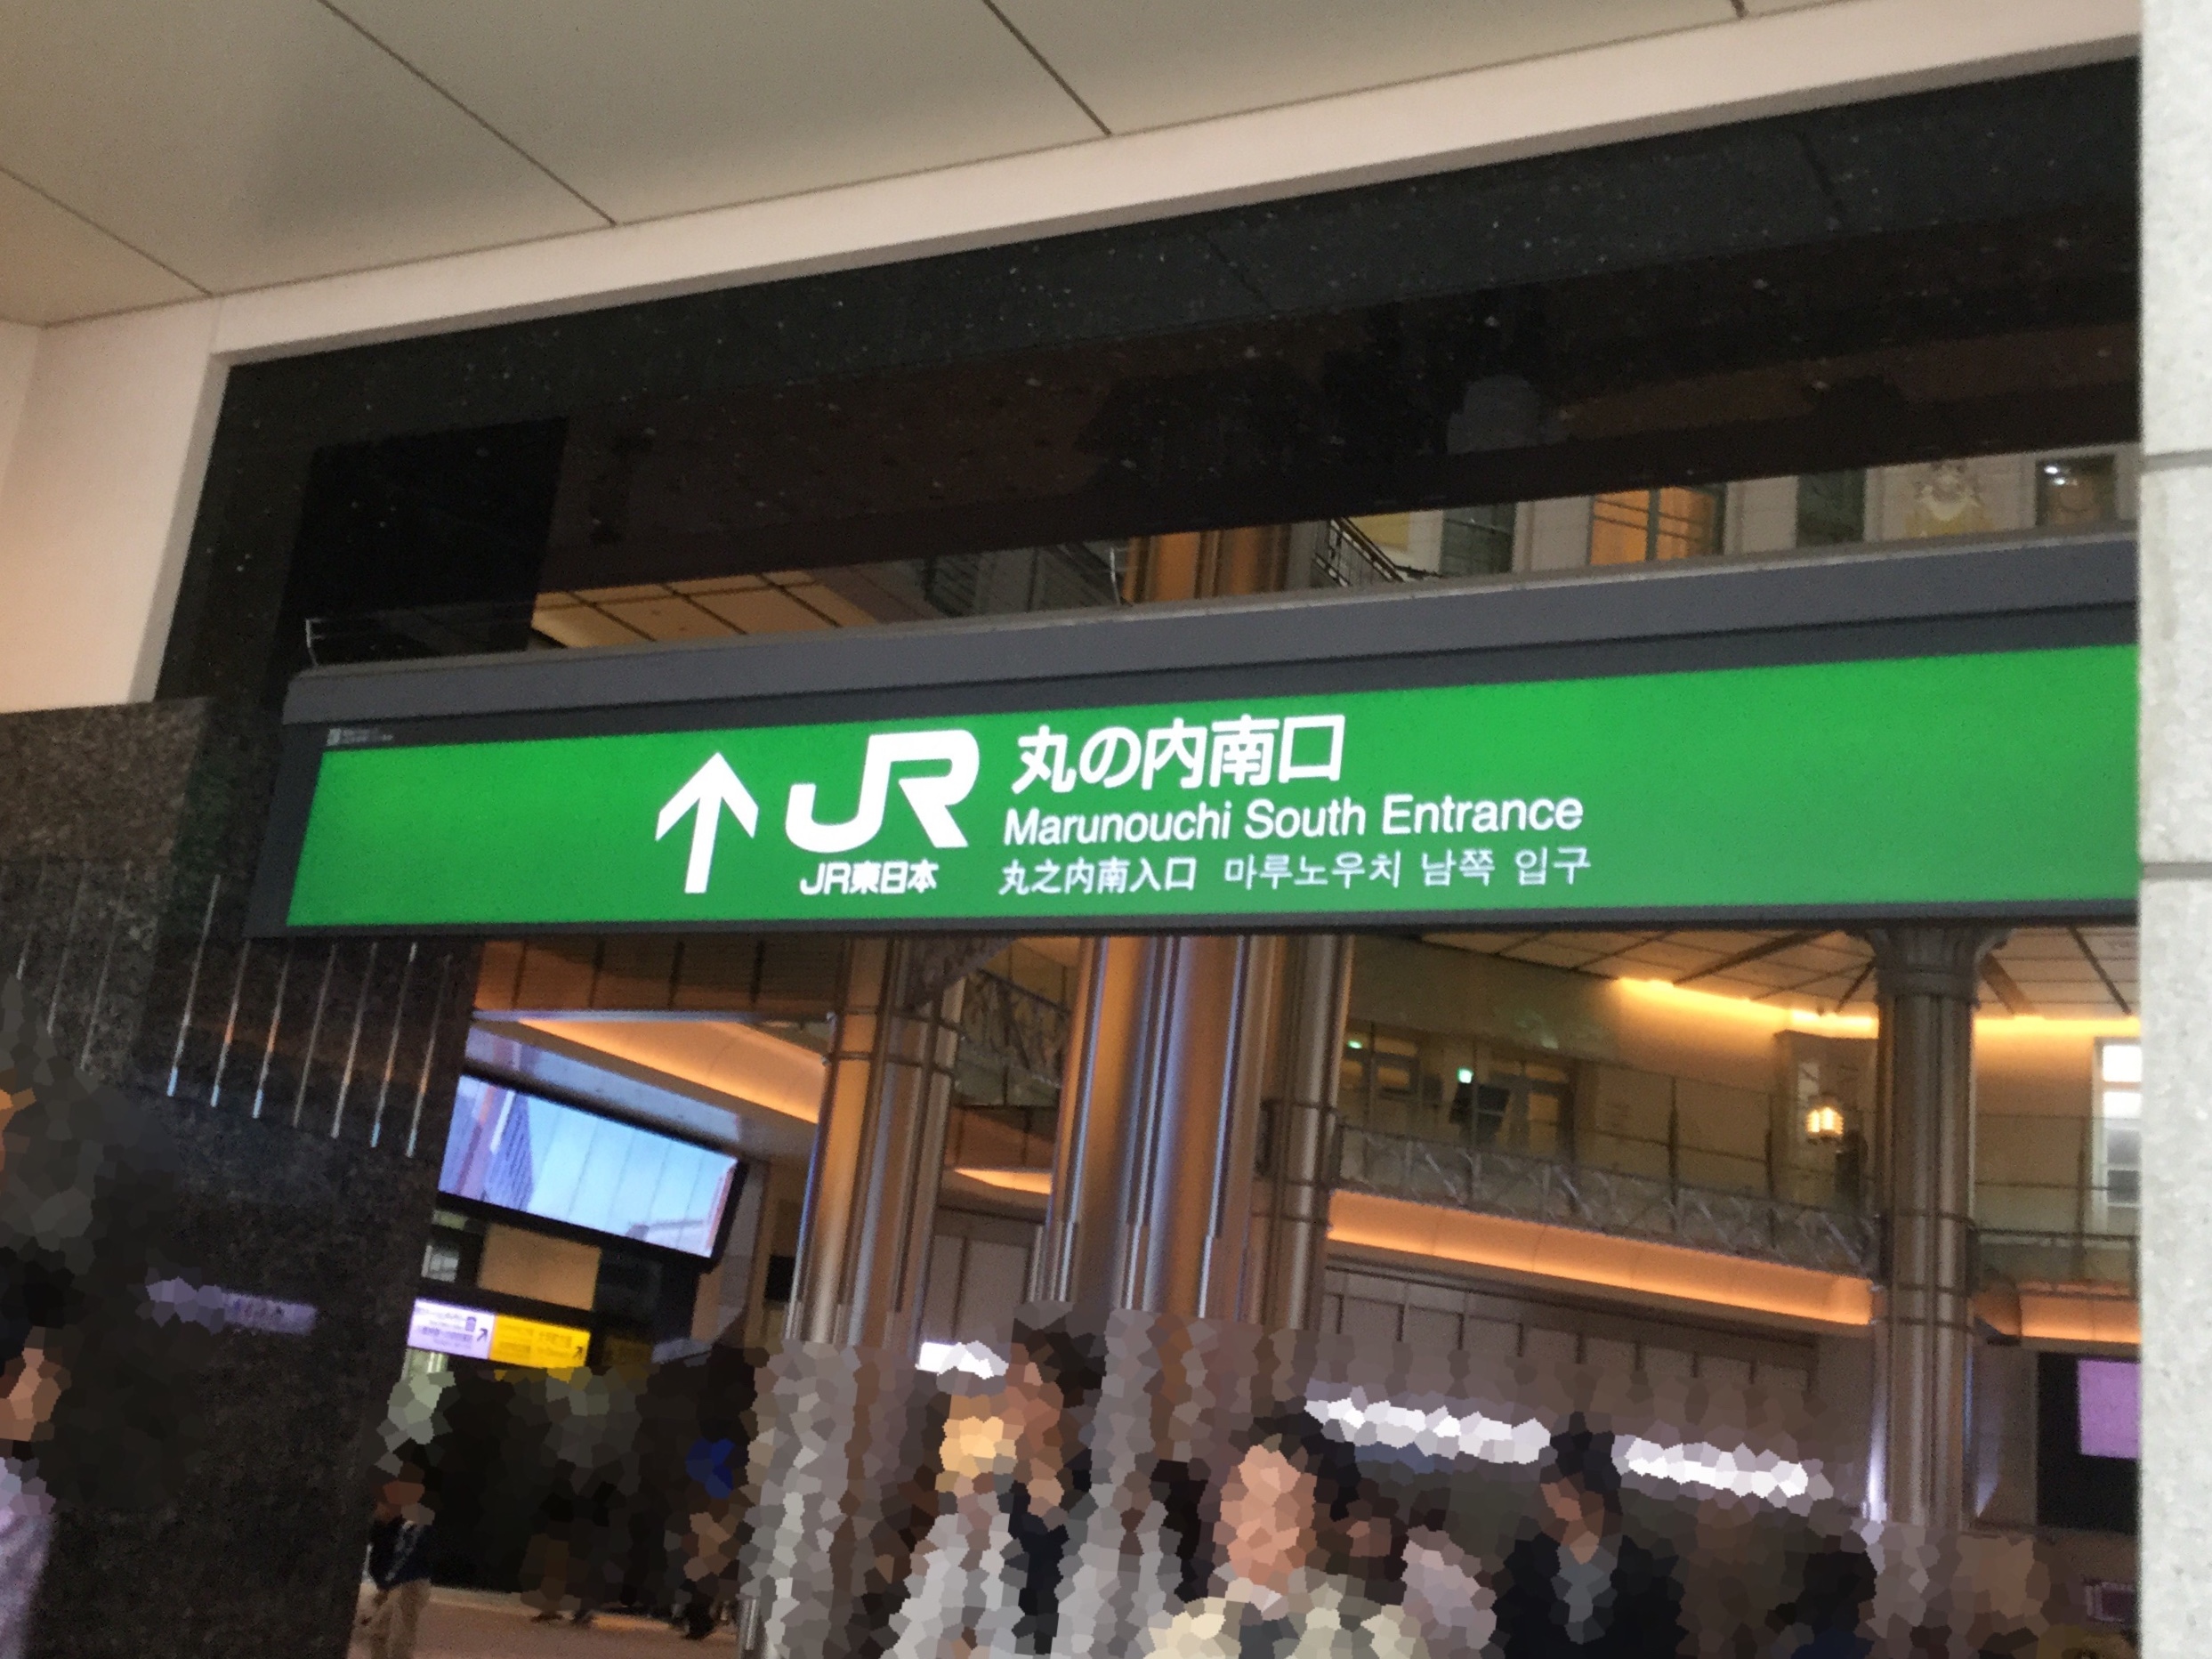 JR
JR東日本
丸の内南口
Marunouchi South Entrance
丸之内南入口 마루노우치 남쪽 입구